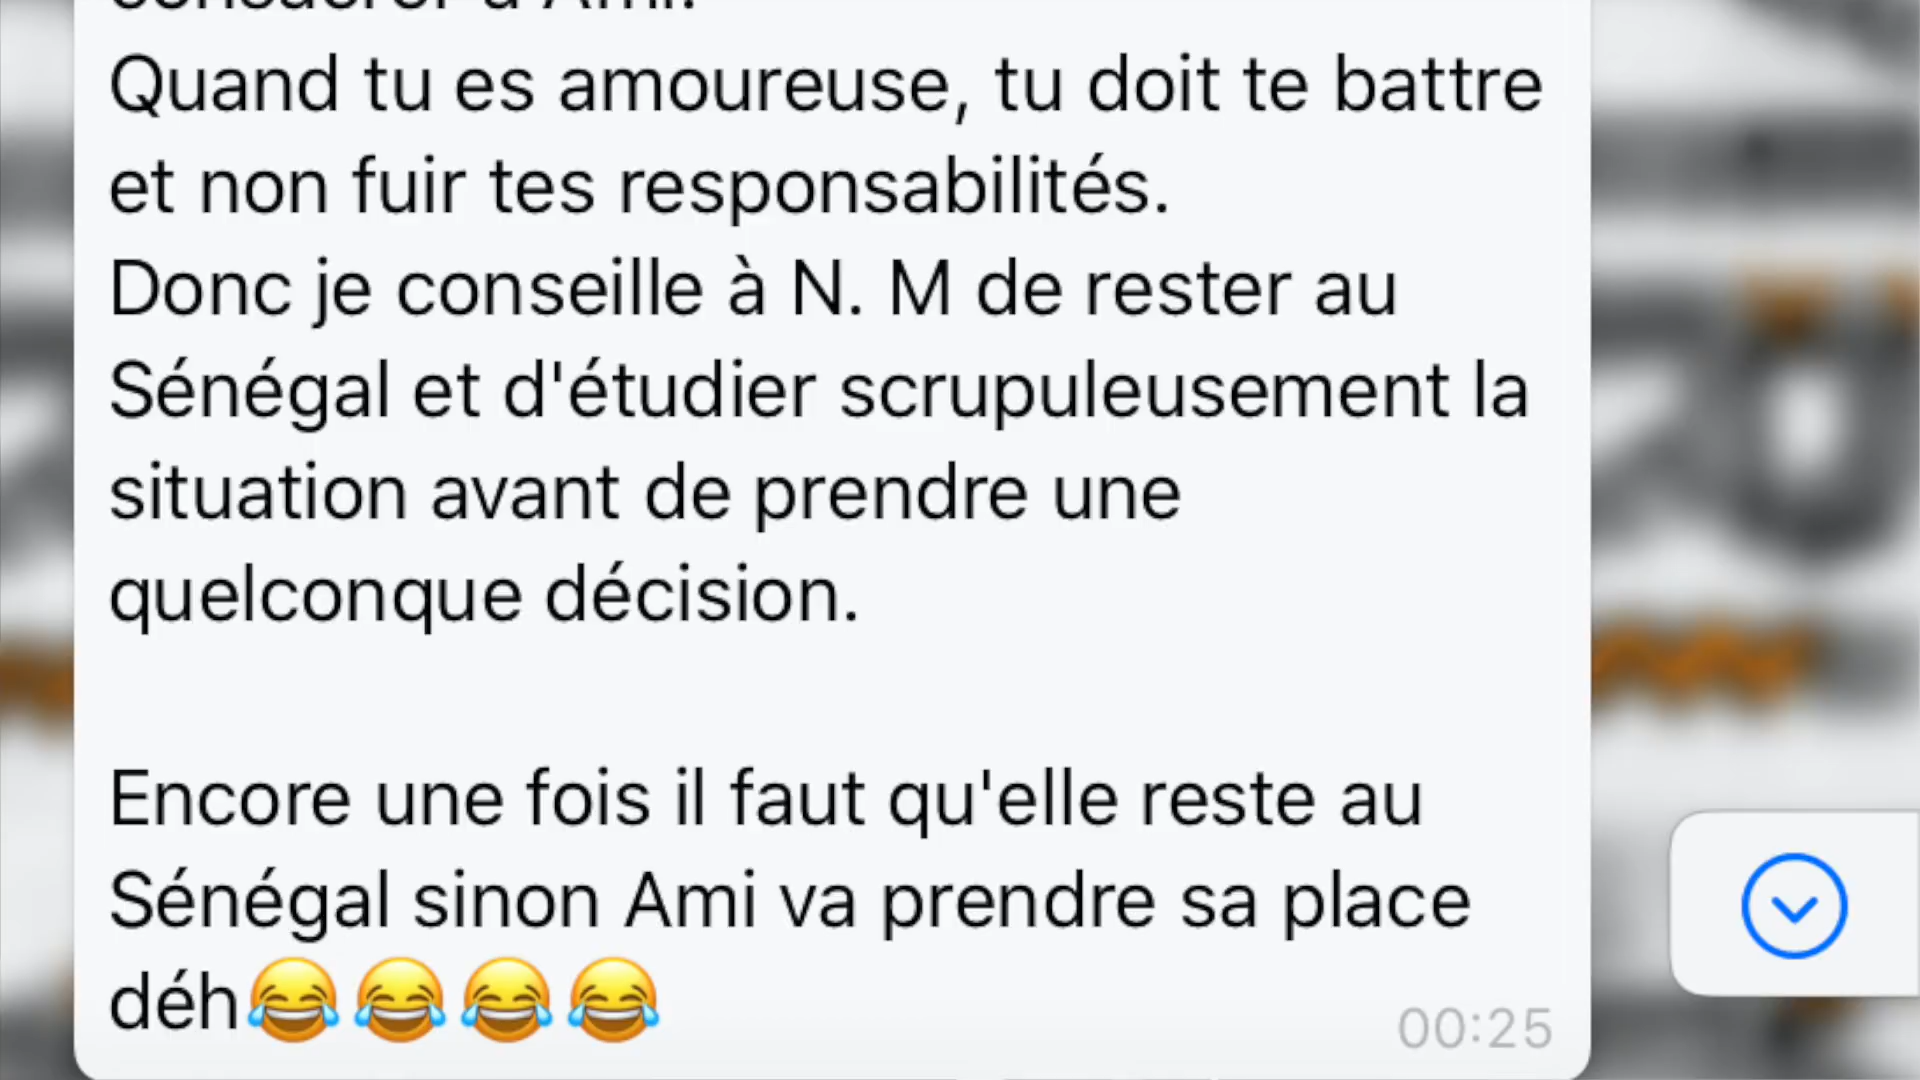 Quand tu es amoureuse, tu doit te battre
et non fuir tes responsabilités.
Donc je conseille à N. M de rester au
Sénégal et d'étudier scrupuleusement la
situation avant de prendre une
quelconque décision.
Encore une fois il faut qu'elle reste au
Sénégal sinon Ami va prendre sa place
déh😂😂😂😂
00:25